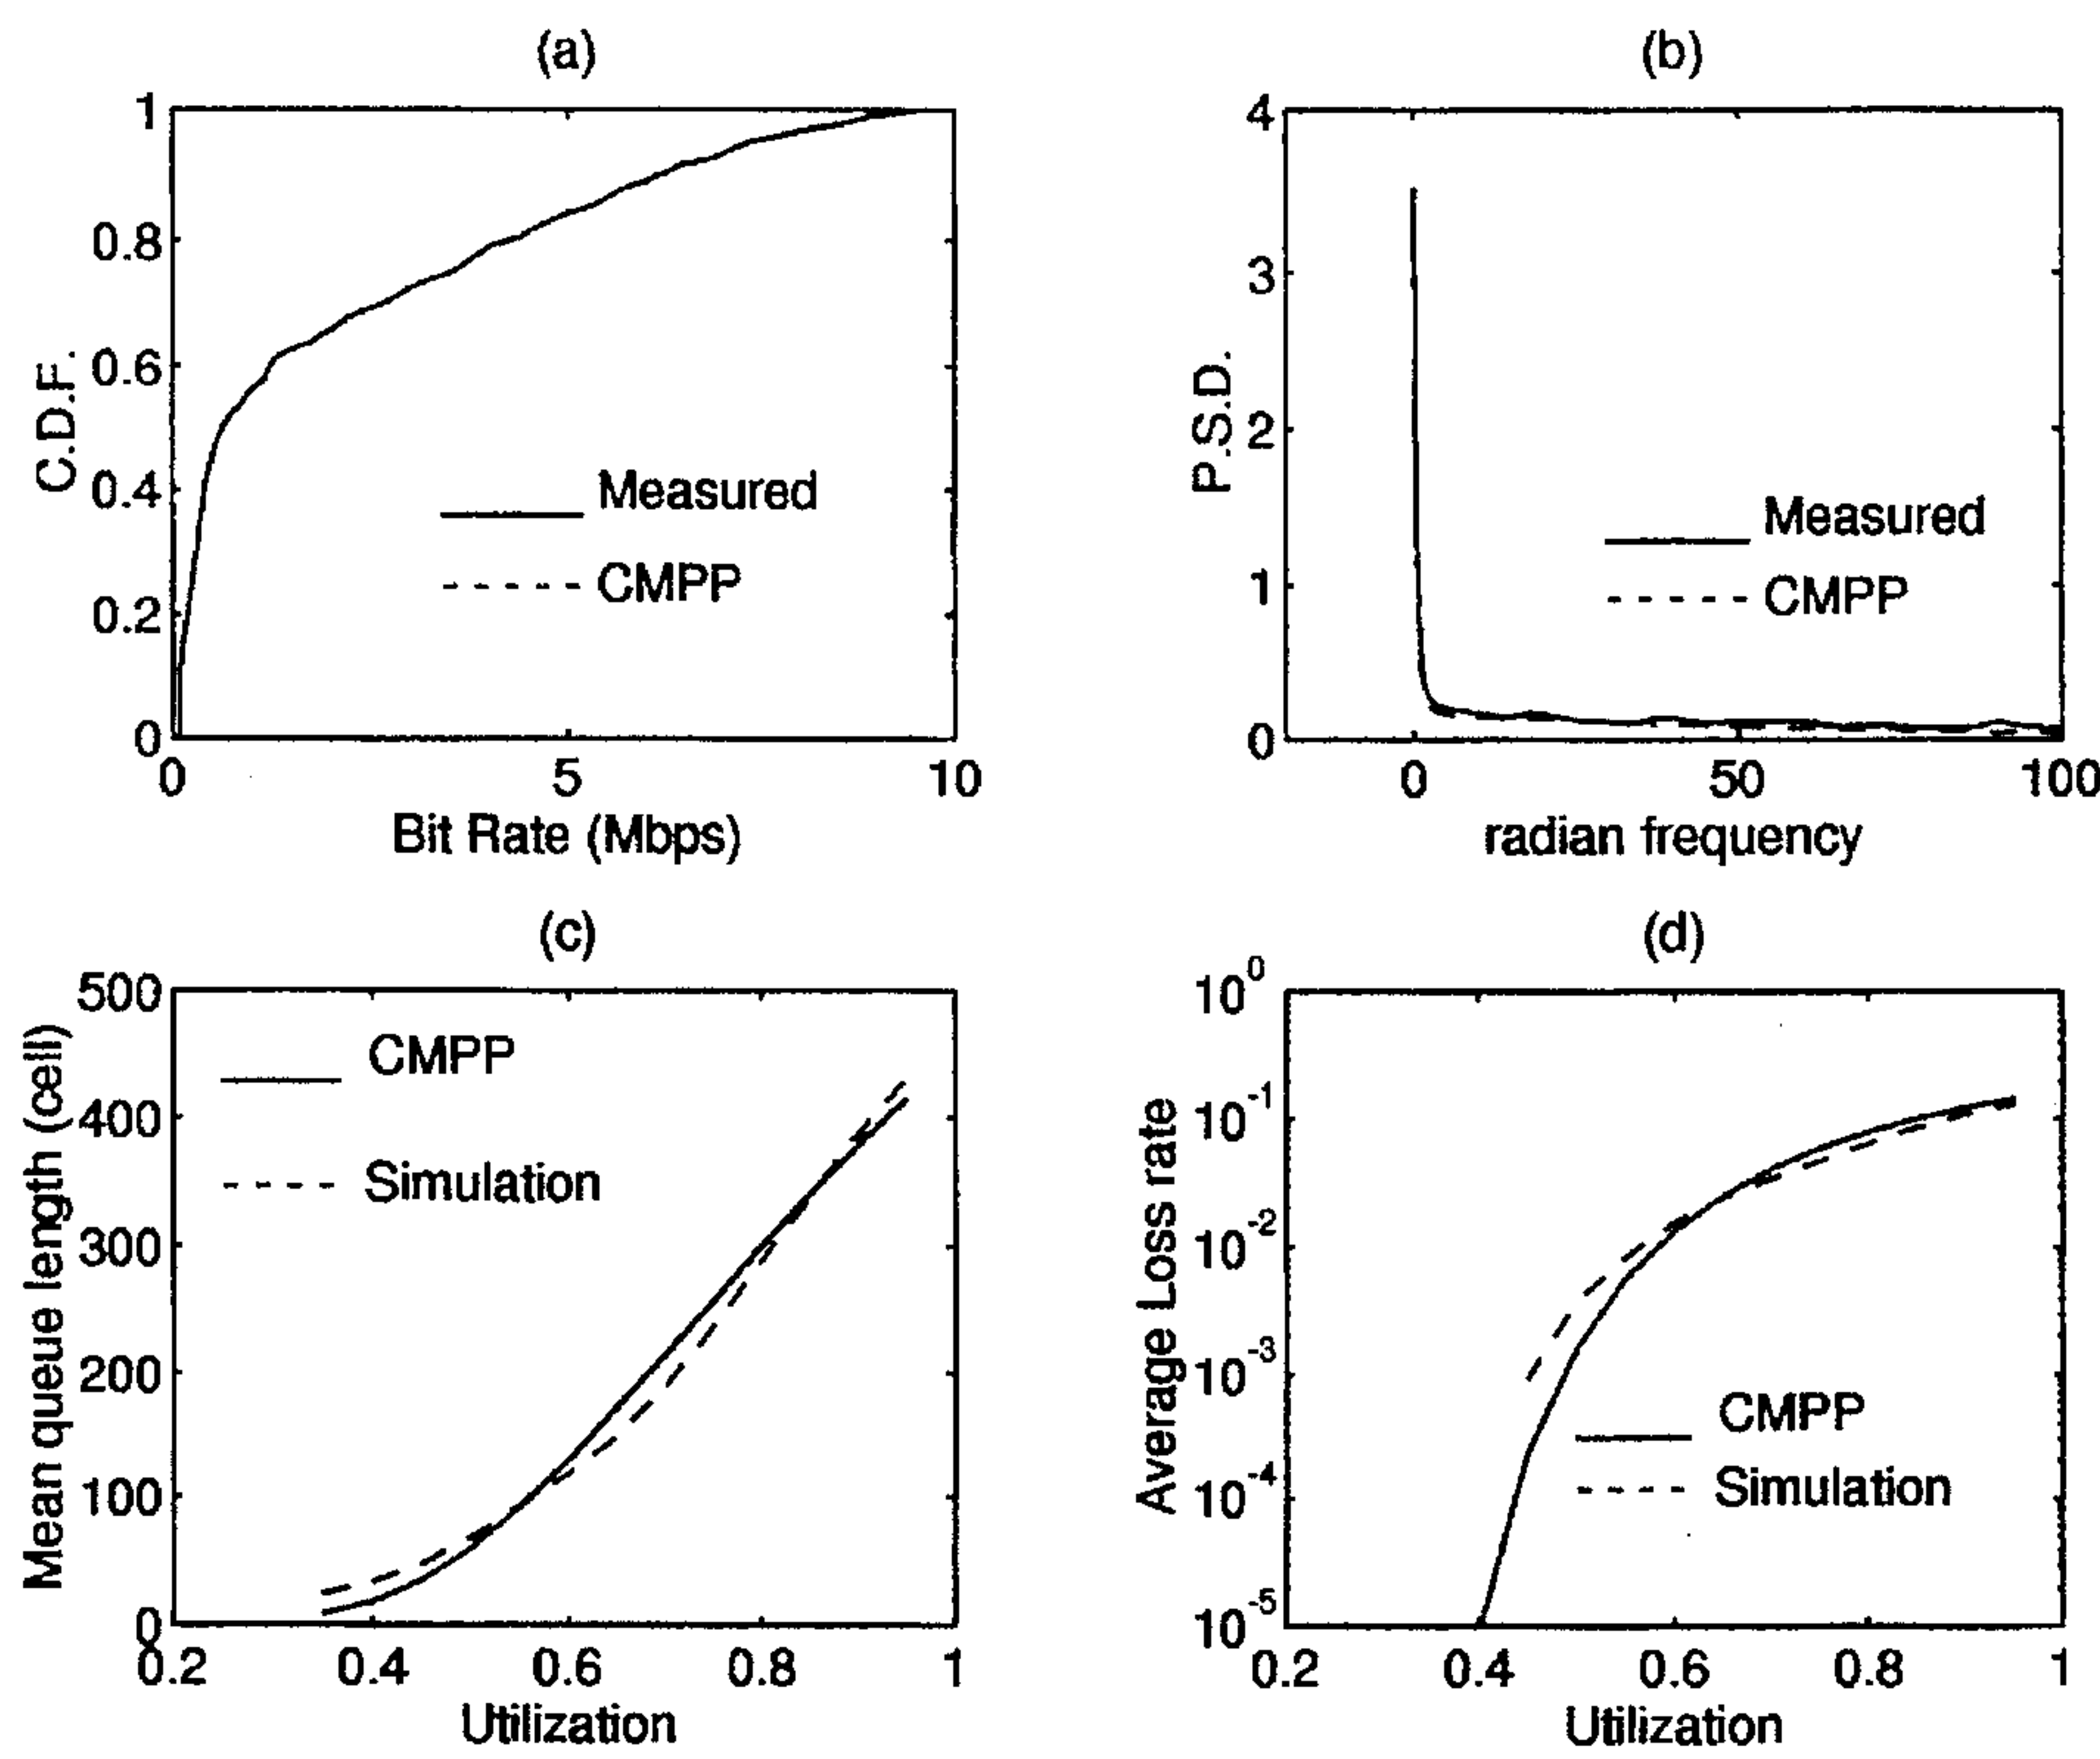 (a)
1
0.8
0.6
0.4
0.2
0
C.D.F.
Measured
CMPP
0 5 10
Bit Rate (Mbps)
(b)
4
3
2
1
0
P.S.D.
Measured
CMPP
0 50 100
radian frequency
(c)
500
400
300
200
100
0
Mean queue length (cell)
CMPP
Simulation
0.2 0.4 0.6 0.8 1
Utilization
(d)
10^0
10^-1
10^-2
10^-3
10^-4
10^-5
Average Loss rate
CMPP
Simulation
0.2 0.4 0.6 0.8 1
Utilization